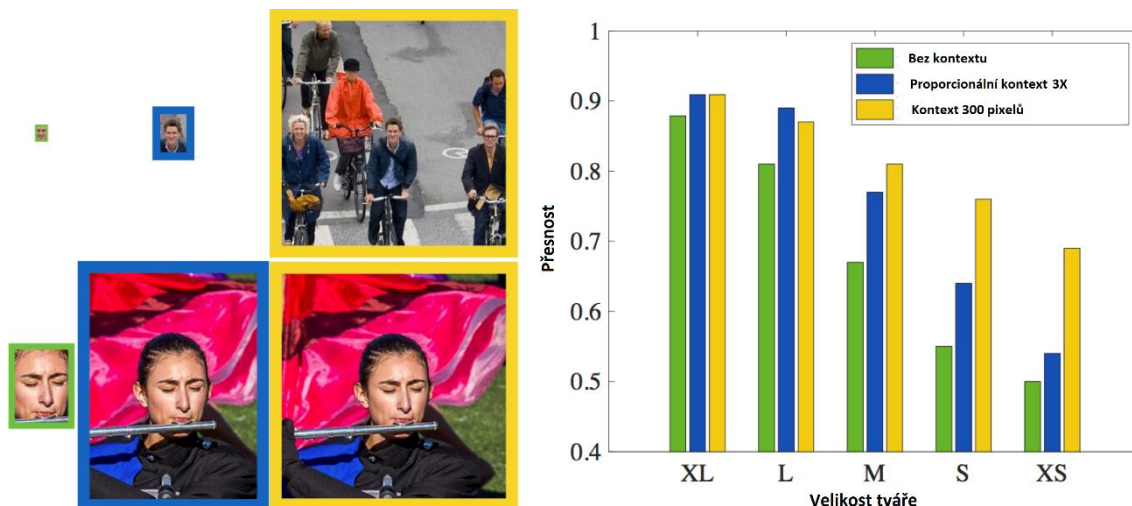 1
0.9
0.8
0.7
0.6
0.5
0.4
Přesnost
Bez kontextu
Proporcionální kontext 3X
Kontext 300 pixelů
XL L M S XS
Velikost tváře